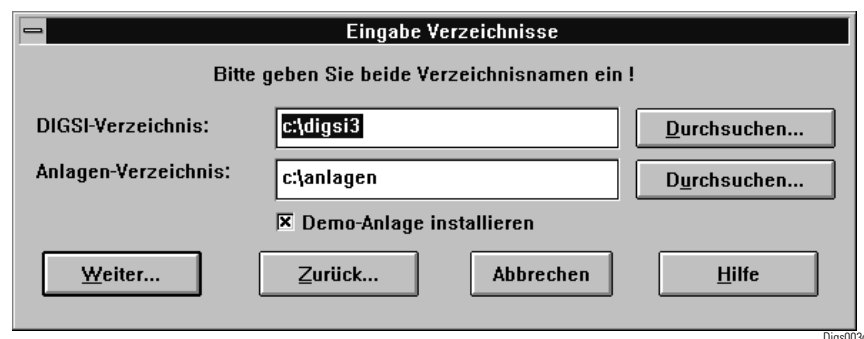 Eingabe Verzeichnisse
Bitte geben Sie beide Verzeichnisnamen ein !
DIGSI-Verzeichnis: c:\digsi3 Durchsuchen...
Anlagen-Verzeichnis: c:\anlagen Durchsuchen...
Demo-Anlage installieren
Weiter... Zurück... Abbrechen Hilfe